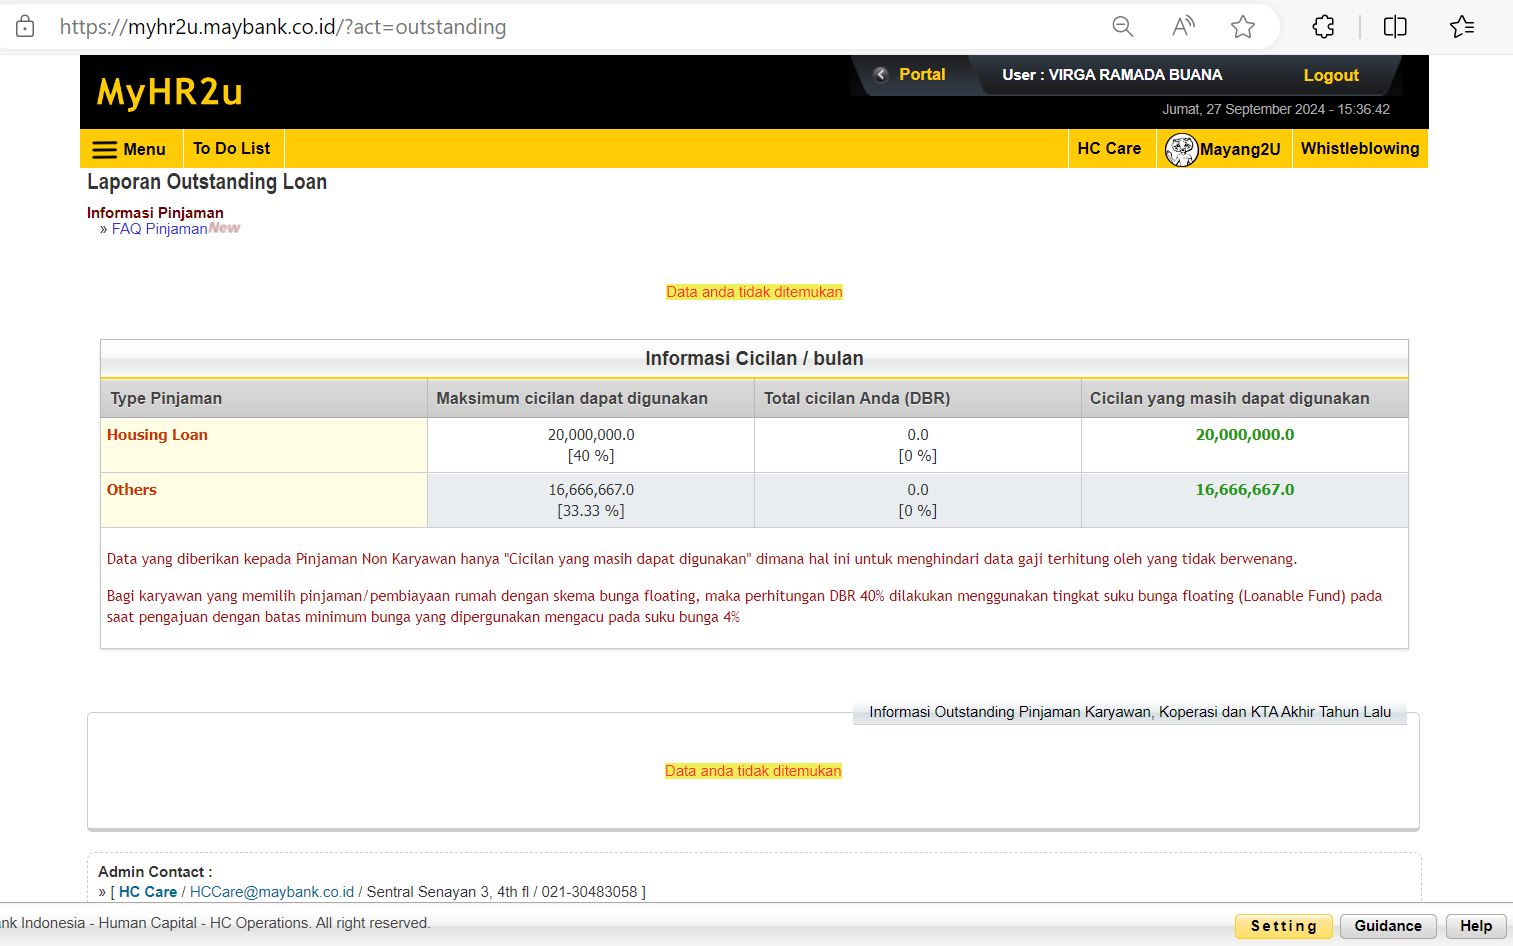 https://myhr2u.maybank.co.id/?act=outstanding
MyHR2u
Portal
User : VIRGA RAMADA BUANA
Logout
Jumat, 27 September 2024 - 15:36:42
Menu
To Do List
HC Care
Mayang2U
Whistleblowing
Laporan Outstanding Loan
Informasi Pinjaman
» FAQ Pinjaman New
Data anda tidak ditemukan
Informasi Cicilan / bulan
Type Pinjaman
Maksimum cicilan dapat digunakan
Total cicilan Anda (DBR)
Cicilan yang masih dapat digunakan
Housing Loan
20,000,000.0
[40 %]
0.0
[0 %]
20,000,000.0
Others
16,666,667.0
[33.33 %]
0.0
[0 %]
16,666,667.0
Data yang diberikan kepada Pinjaman Non Karyawan hanya "Cicilan yang masih dapat digunakan" dimana hal ini untuk menghindari data gaji terhitung oleh yang tidak berwenang.
Bagi karyawan yang memilih pinjaman/pembiayaan rumah dengan skema bunga floating, maka perhitungan DBR 40% dilakukan menggunakan tingkat suku bunga floating (Loanable Fund) pada
saat pengajuan dengan batas minimum bunga yang dipergunakan mengacu pada suku bunga 4%
Informasi Outstanding Pinjaman Karyawan, Koperasi dan KTA Akhir Tahun Lalu
Data anda tidak ditemukan
Admin Contact :
» [ HC Care / HCCare@maybank.co.id / Sentral Senayan 3, 4th fl / 021-30483058 ]
nk Indonesia - Human Capital - HC Operations. All right reserved.
Setting
Guidance
Help